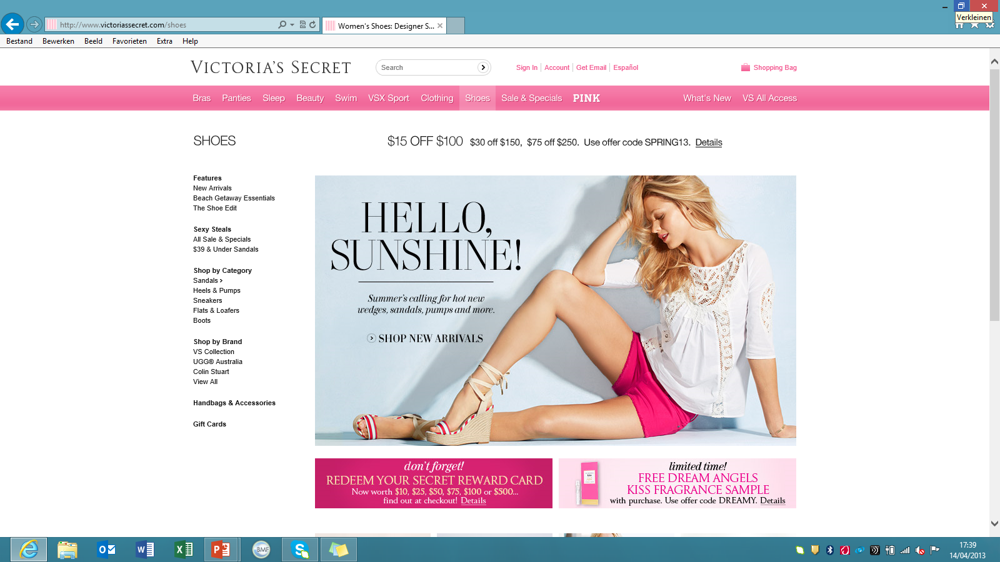 Verkleinen
http://www.victoriassecret.com/shoes
Women's Shoes: Designer S...
Bestand Bewerken Beeld Favorieten Extra Help
VICTORIA'S SECRET
Search
Sign In Account Get Email Español
Shopping Bag
Bras Panties Sleep Beauty Swim VSX Sport Clothing Shoes Sale & Specials PINK What's New VS All Access
SHOES
$15 OFF $100 $30 off $150, $75 off $250. Use offer code SPRING13. Details
Features
New Arrivals
Beach Getaway Essentials
The Shoe Edit
Sexy Steals
All Sale & Specials
$39 & Under Sandals
Shop by Category
Sandals >
Heels & Pumps
Sneakers
Flats & Loafers
Boots
Shop by Brand
VS Collection
UGG® Australia
Colin Stuart
View All
Handbags & Accessories
Gift Cards
HELLO,
SUNSHINE!
Summer's calling for hot new
wedges, sandals, pumps and more.
SHOP NEW ARRIVALS
don't forget!
REDEEM YOUR SECRET REWARD CARD
Now worth $10, $25, $50, $75, $100 or $500...
find out at checkout! Details
limited time!
FREE DREAM ANGELS
KISS FRAGRANCE SAMPLE
with purchase. Use offer code DREAMY. Details
BMF
17:39
14/04/2013